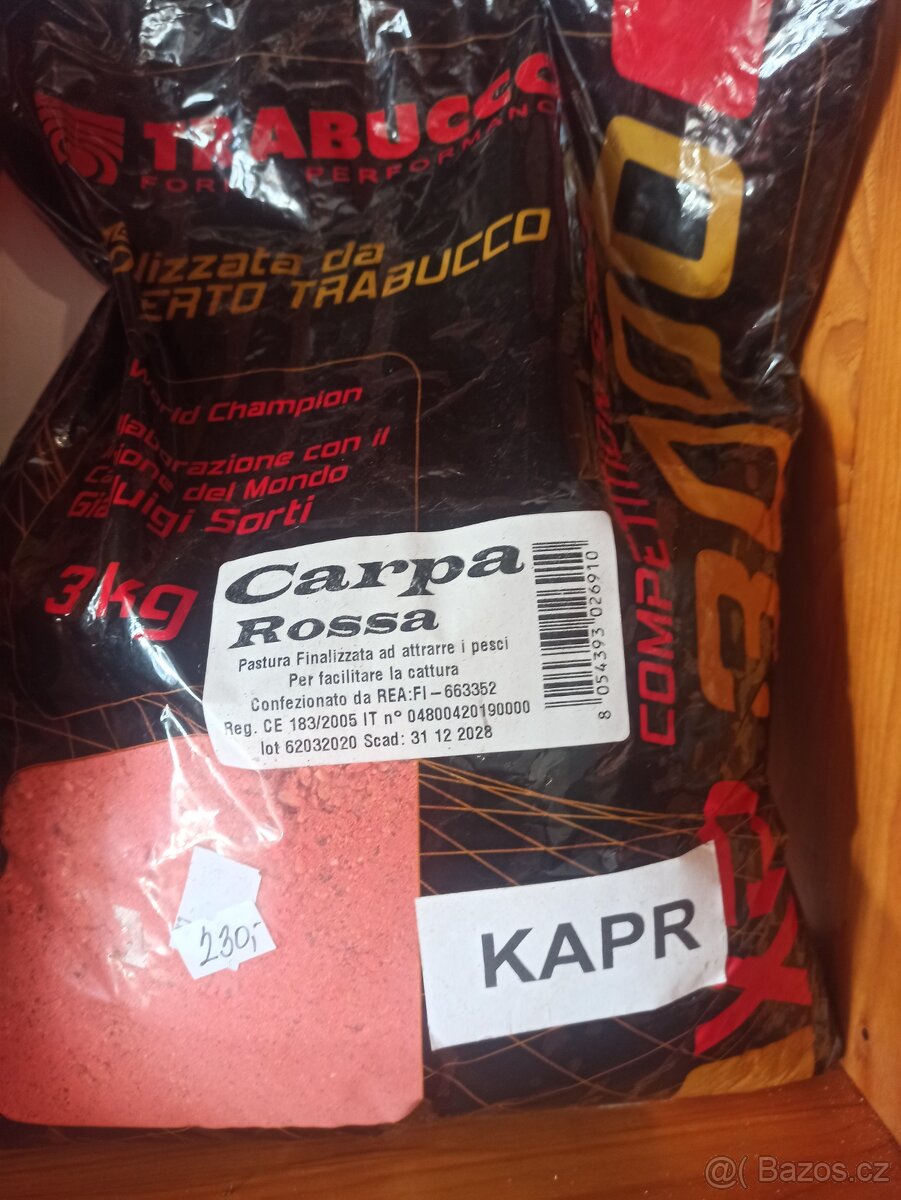 TRABUCCO
lizzata da
ERTO TRABUCCO
World Champion
laborazione con il
del Mondo
Sorti
3kg
Carpa
Rossa
Pastura Finalizzata ad attrarre i pesci
Per facilitare la cattura
Confezionato da REA:FI-663352
Reg. CE 183/2005 IT n° 04800420190000
lot 62032020 Scad: 31 12 2028
8 054393 026910
COMPETITION
GX
230,-
KAPR
@ Bazos.cz